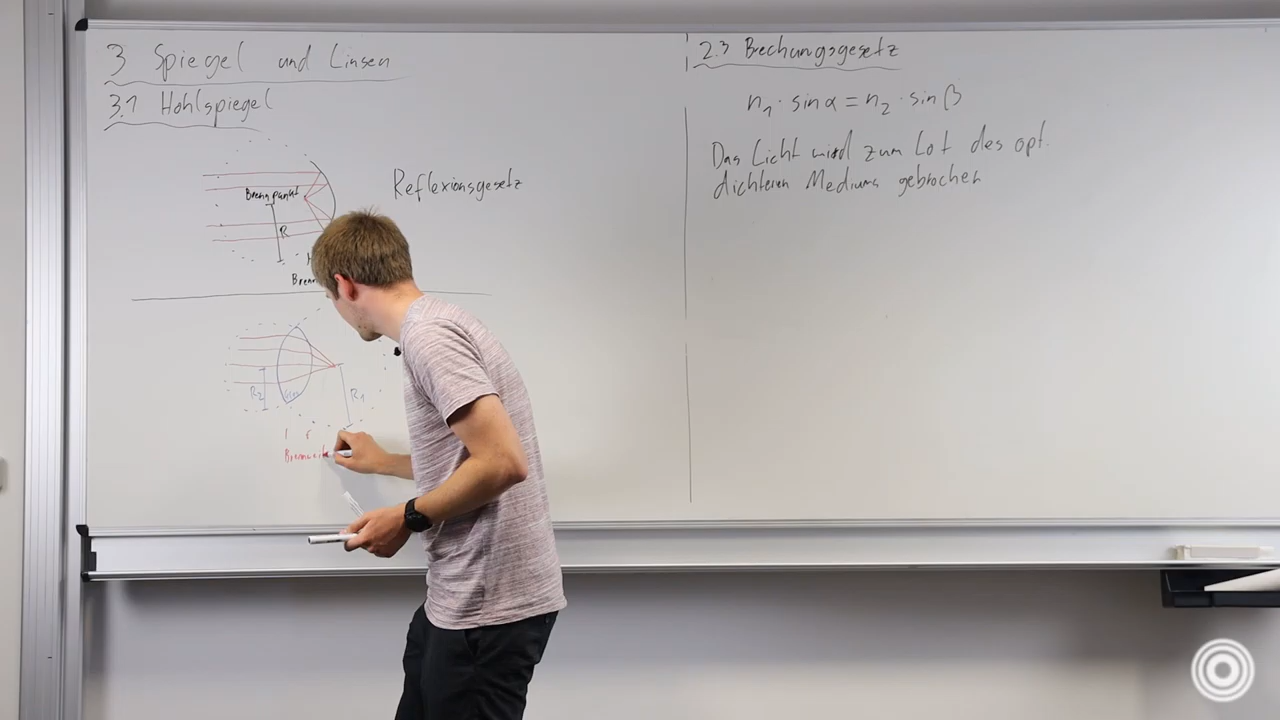 3 Spiegel und Linsen
3.1 Hohlspiegel
Brennpunkt
Reflexionsgesetz
R
R2
R1
2.3 Brechungsgesetz
n1 · sin α = n2 · sin β
Das Licht wird zum Lot des opt.
dichteren Mediums gebrochen